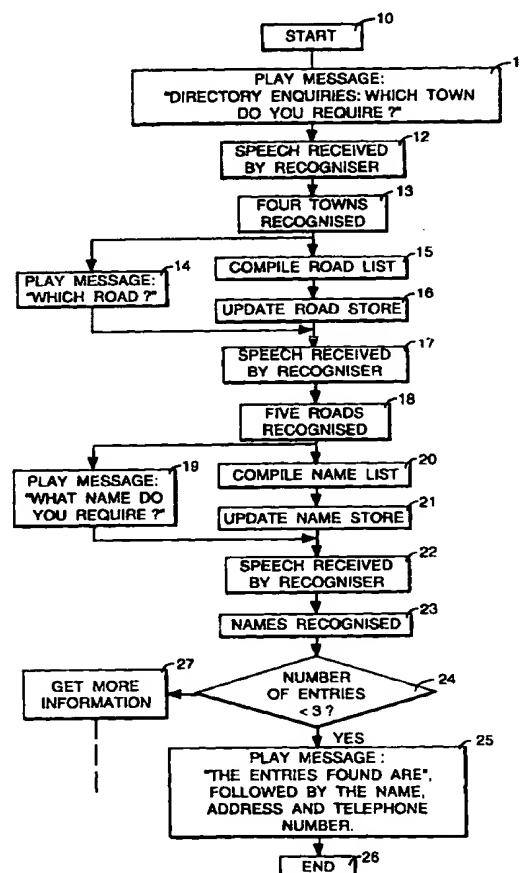 10
START
1
PLAY MESSAGE:
"DIRECTORY ENQUIRIES: WHICH TOWN
DO YOU REQUIRE ?"
12
SPEECH RECEIVED
BY RECOGNISER
13
FOUR TOWNS
RECOGNISED
14
PLAY MESSAGE:
"WHICH ROAD ?"
15
COMPILE ROAD LIST
16
UPDATE ROAD STORE
17
SPEECH RECEIVED
BY RECOGNISER
18
FIVE ROADS
RECOGNISED
19
PLAY MESSAGE:
"WHAT NAME DO
YOU REQUIRE ?"
20
COMPILE NAME LIST
21
UPDATE NAME STORE
22
SPEECH RECEIVED
BY RECOGNISER
23
NAMES RECOGNISED
27
GET MORE
INFORMATION
24
NUMBER
OF ENTRIES
< 3 ?
YES
25
PLAY MESSAGE :
"THE ENTRIES FOUND ARE",
FOLLOWED BY THE NAME,
ADDRESS AND TELEPHONE
NUMBER.
26
END